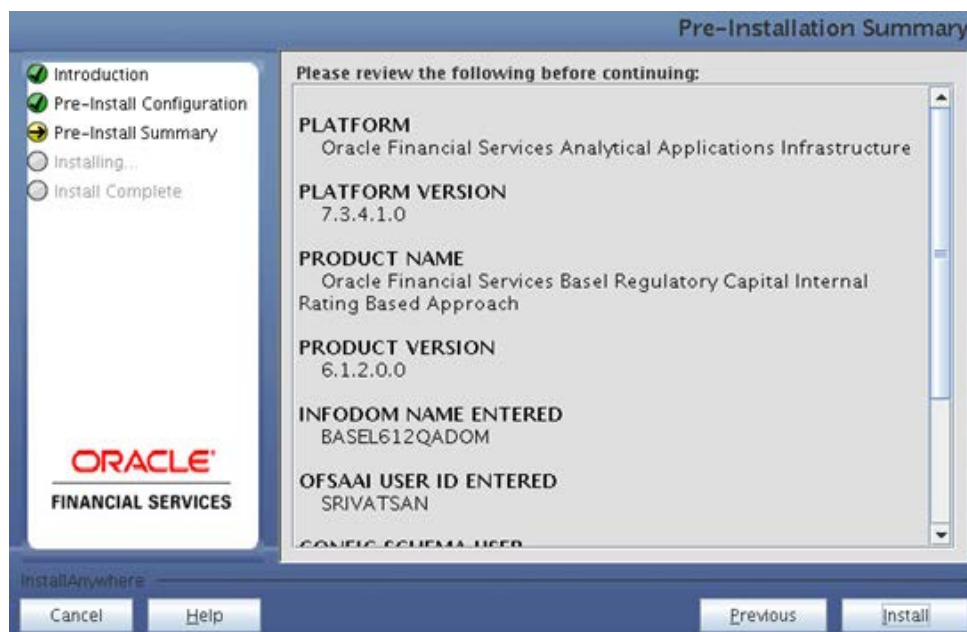 Pre-Installation Summary
Introduction
Pre-Install Configuration
Pre-Install Summary
Installing...
Install Complete
ORACLE
FINANCIAL SERVICES
Please review the following before continuing:
PLATFORM
Oracle Financial Services Analytical Applications Infrastructure
PLATFORM VERSION
7.3.4.1.0
PRODUCT NAME
Oracle Financial Services Basel Regulatory Capital Internal
Rating Based Approach
PRODUCT VERSION
6.1.2.0.0
INFODOM NAME ENTERED
BASEL612QADOM
OFSAAI USER ID ENTERED
SRIVATSAN
CONFIG SCHEMA USER
InstallAnywhere
Cancel
Help
Previous
Install